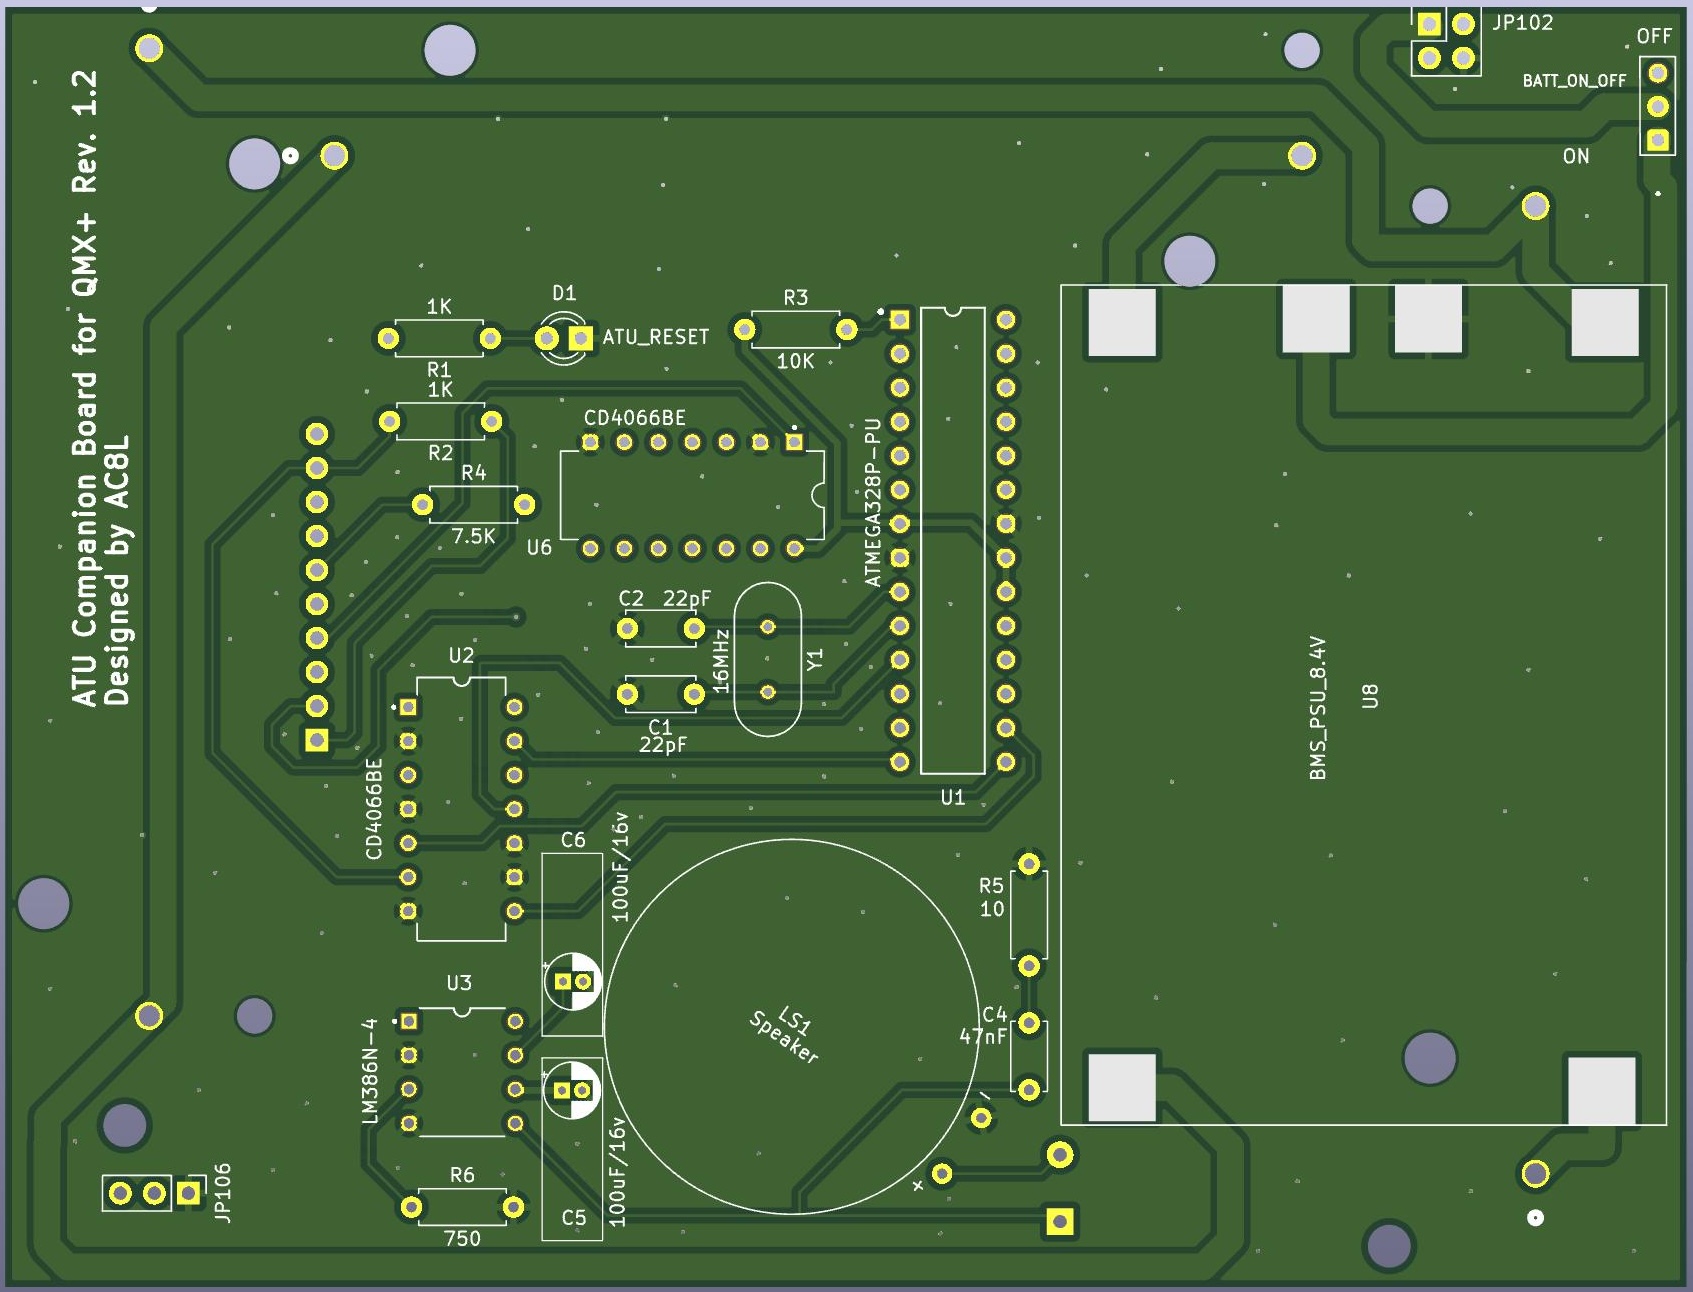 ATU Companion Board for QMX+ Rev. 1.2
Designed by AC8L
JP102
OFF
BATT_ON_OFF
ON
D1
ATU_RESET
1K
R1
R3
10K
1K
R2
R4
7.5K
CD4066BE
U6
ATMEGA328P-PU
U1
C2 22pF
16MHz
Y1
C1
22pF
U2
CD4066BE
BMS_PSU_8.4V
U8
C6
100uF/16v
+
R5
10
U3
LM386N-4
LS1
Speaker
C4
47nF
+
-
+
C5
100uF/16v
R6
750
JP106